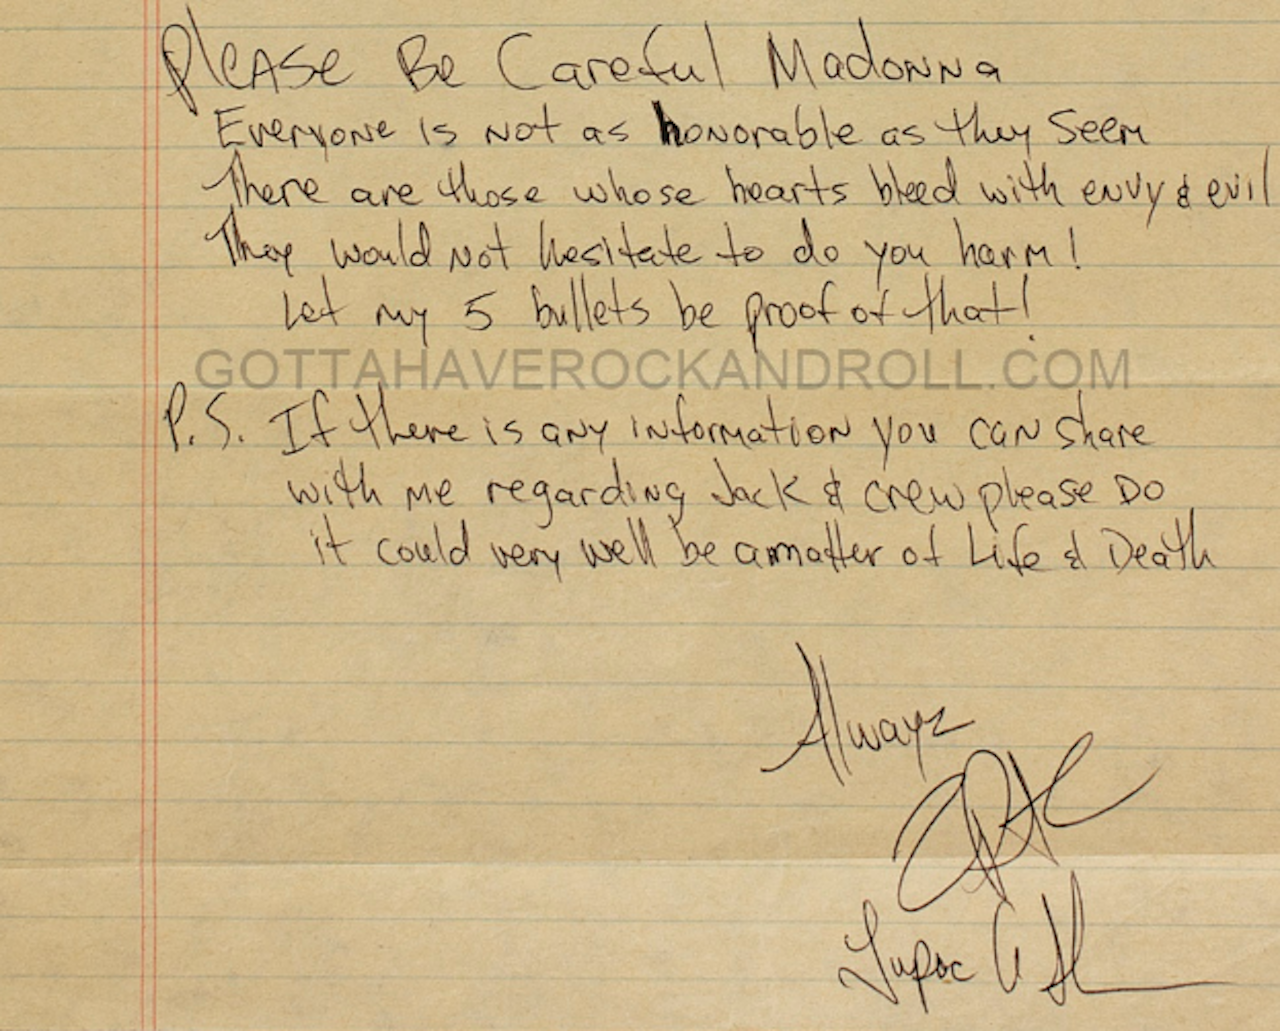 Please Be Careful Madonna
Everyone is not as honorable as they seem
There are those whose hearts bleed with envy & evil
They would not hesitate to do you harm!
Let my 5 bullets be proof of that!
GOTTAHAVEROCKANDROLL.COM
P.S. If there is any information you can share
with me regarding Jack & crew please Do
it could very well be a matter of Life & Death
Alwayz
Tupac